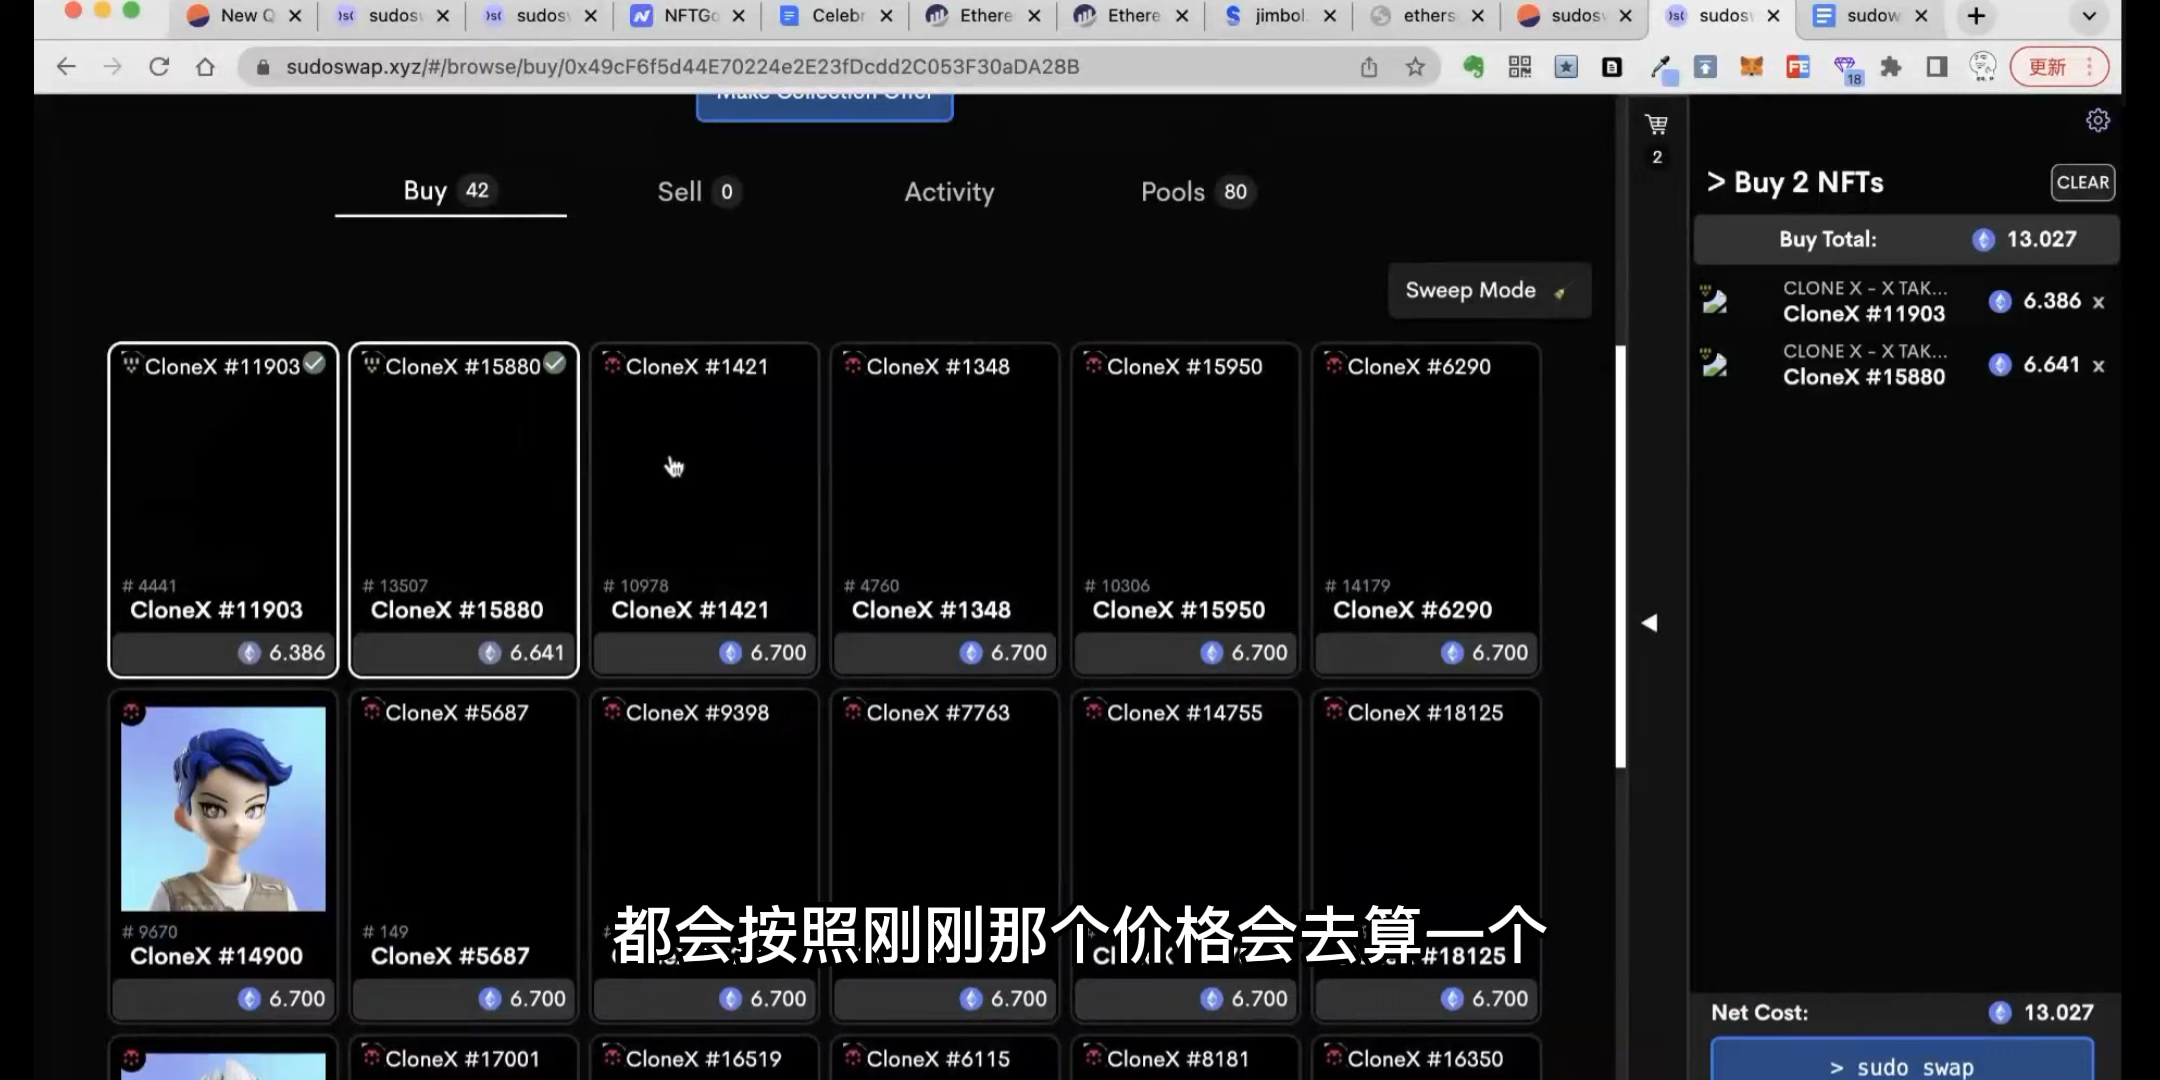 New Q
sudos
sudos
NFTGo
Celebr
Ethere
Ethere
jimbol
ethers
sudos
sudos
sudow
sudoswap.xyz/#/browse/buy/0x49cF6f5d44E70224e2E23fDcdd2C053F30aDA28B
FE
18
更新
Make Collection Offer
Buy 42
Sell 0
Activity
Pools 80
Sweep Mode
CloneX #11903
CloneX #15880
CloneX #1421
CloneX #1348
CloneX #15950
CloneX #6290
# 4441
# 13507
# 10978
# 4760
# 10306
# 14179
CloneX #11903
CloneX #15880
CloneX #1421
CloneX #1348
CloneX #15950
CloneX #6290
6.386
6.641
6.700
6.700
6.700
6.700
CloneX #5687
CloneX #9398
CloneX #7763
CloneX #14755
CloneX #18125
# 9670
# 149
CloneX #14900
CloneX #5687
#18125
都会按照刚刚那个价格会去算一个
6.700
6.700
6.700
6.700
6.700
6.700
CloneX #17001
CloneX #16519
CloneX #6115
CloneX #8181
CloneX #16350
2
> Buy 2 NFTs
CLEAR
Buy Total: 13.027
CLONE X - X TAK...
CloneX #11903
6.386 x
CLONE X - X TAK...
CloneX #15880
6.641 x
Net Cost: 13.027
> sudo swap